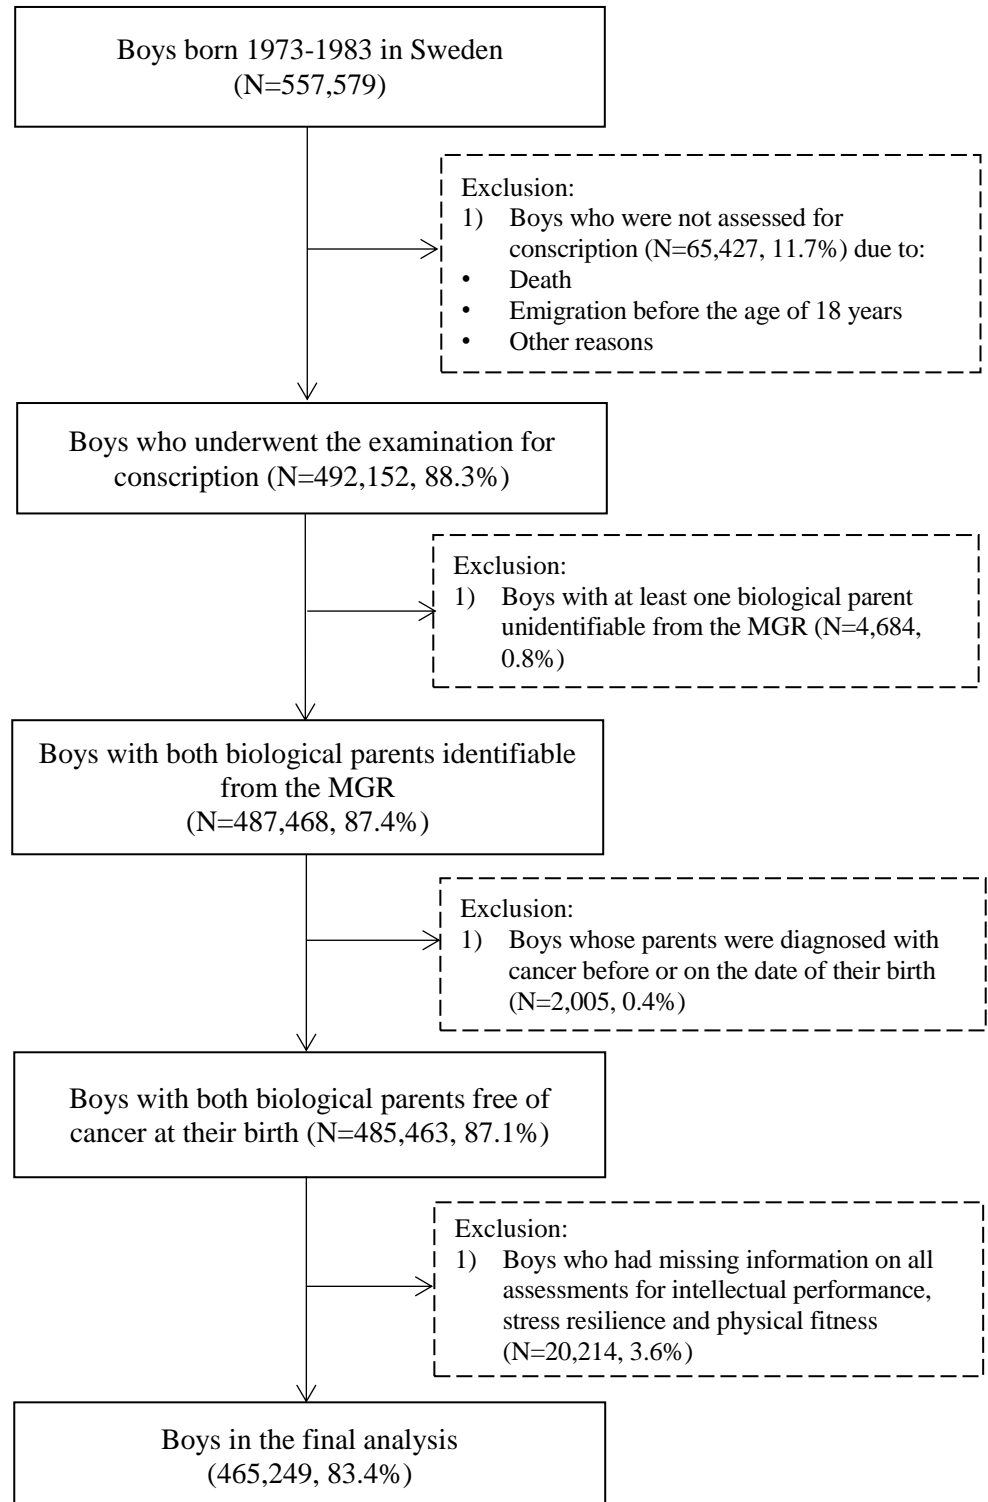 Boys born 1973-1983 in Sweden
(N=557,579)
Exclusion:
1) Boys who were not assessed for
conscription (N=65,427, 11.7%) due to:
• Death
• Emigration before the age of 18 years
• Other reasons
Boys who underwent the examination for
conscription (N=492,152, 88.3%)
Exclusion:
1) Boys with at least one biological parent
unidentifiable from the MGR (N=4,684,
0.8%)
Boys with both biological parents identifiable
from the MGR
(N=487,468, 87.4%)
Exclusion:
1) Boys whose parents were diagnosed with
cancer before or on the date of their birth
(N=2,005, 0.4%)
Boys with both biological parents free of
cancer at their birth (N=485,463, 87.1%)
Exclusion:
1) Boys who had missing information on all
assessments for intellectual performance,
stress resilience and physical fitness
(N=20,214, 3.6%)
Boys in the final analysis
(465,249, 83.4%)